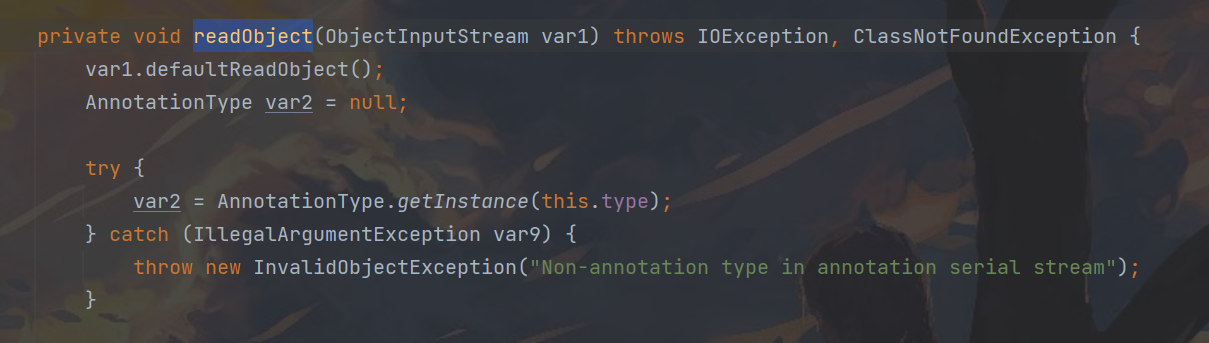 private void readObject(ObjectInputStream var1) throws IOException, ClassNotFoundException {
    var1.defaultReadObject();
    AnnotationType var2 = null;
    try {
        var2 = AnnotationType.getInstance(this.type);
    } catch (IllegalArgumentException var9) {
        throw new InvalidObjectException("Non-annotation type in annotation serial stream");
    }